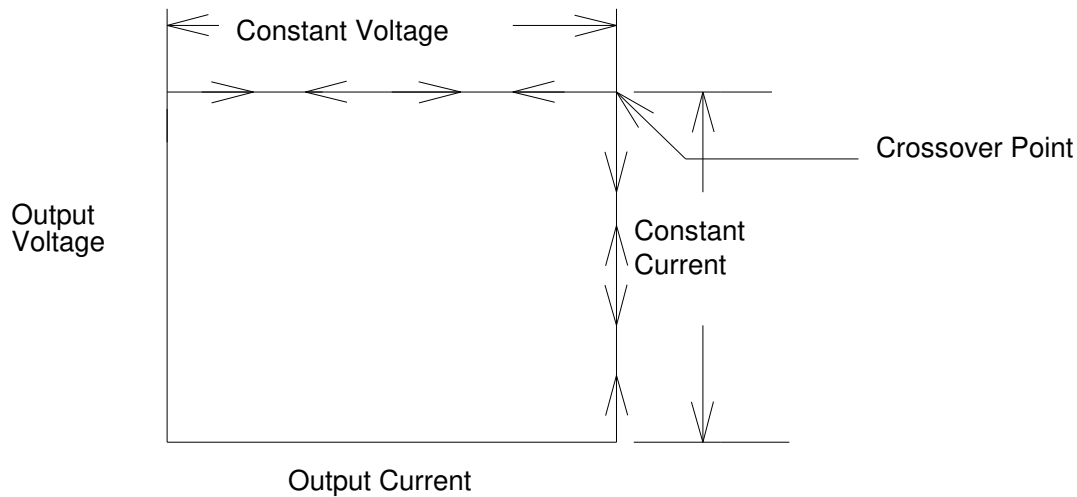 Constant Voltage
Crossover Point
Output
Voltage
Constant
Current
Output Current